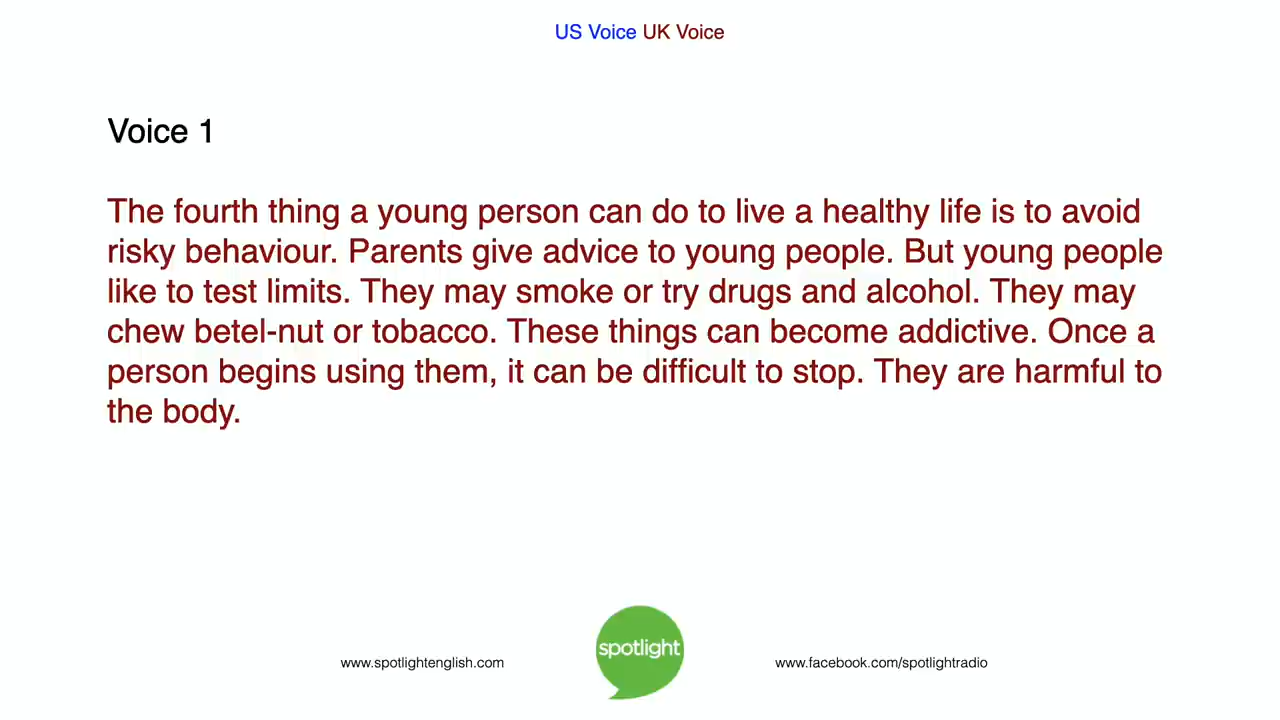 US Voice UK Voice
Voice 1
The fourth thing a young person can do to live a healthy life is to avoid
risky behaviour. Parents give advice to young people. But young people
like to test limits. They may smoke or try drugs and alcohol. They may
chew betel-nut or tobacco. These things can become addictive. Once a
person begins using them, it can be difficult to stop. They are harmful to
the body.
www.spotlightenglish.com
spotlight
www.facebook.com/spotlightradio